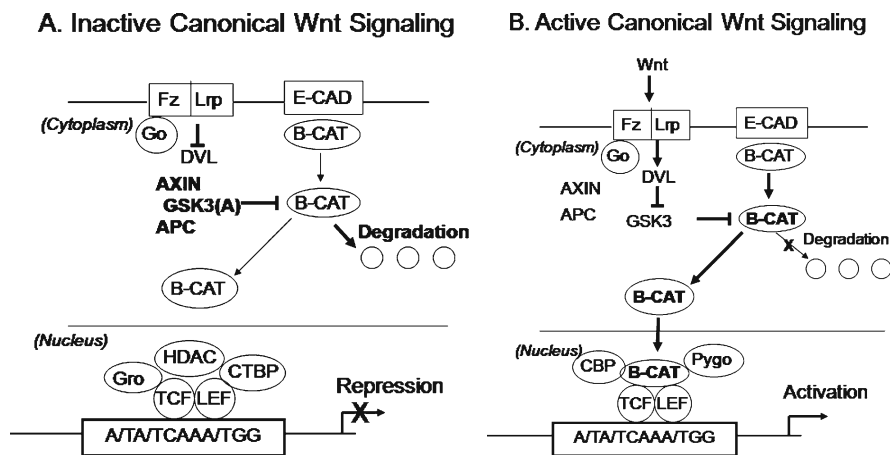 A. Inactive Canonical Wnt Signaling
Fz Lrp
E-CAD
(Cytoplasm)
Go
B-CAT
DVL
AXIN
GSK3(A)
APC
B-CAT
Degradation
B-CAT
(Nucleus)
HDAC
Gro
CTBP
TCF LEF
Repression
X
A/TA/TCAAA/TGG
B. Active Canonical Wnt Signaling
Wnt
Fz Lrp
E-CAD
(Cytoplasm)
Go
B-CAT
DVL
AXIN
APC
GSK3
B-CAT
Degradation
X
B-CAT
(Nucleus)
CBP
B-CAT
Pygo
TCF LEF
Activation
A/TA/TCAAA/TGG